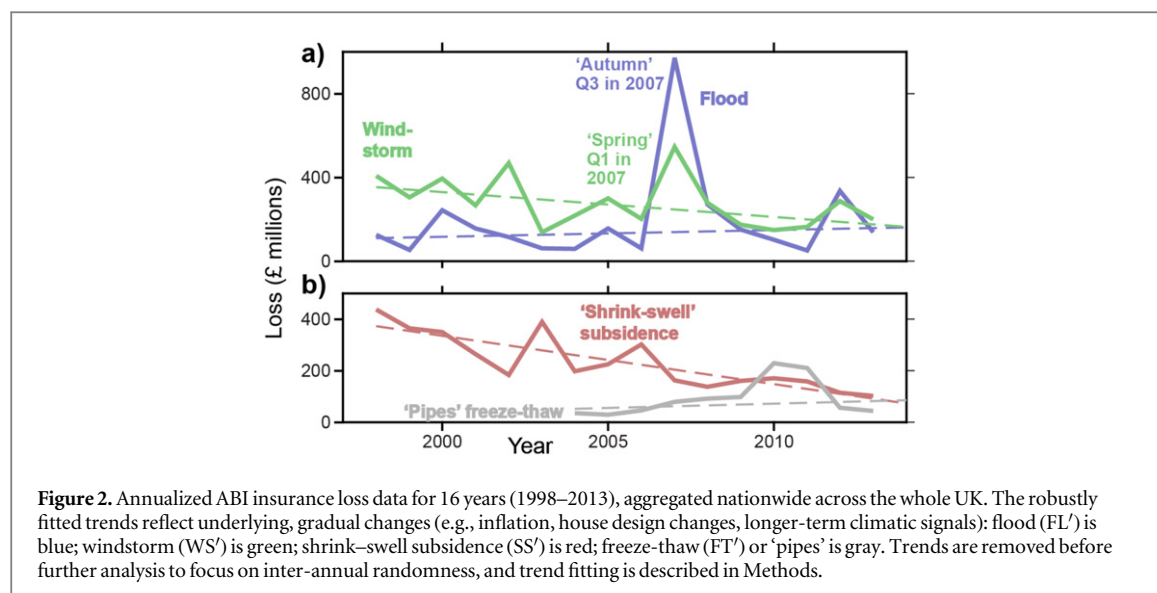 a)
'Autumn'
Q3 in 2007
Flood
Wind-
storm
'Spring'
Q1 in
2007
800
400
0
Loss (£ millions)
b)
'Shrink-swell'
subsidence
400
200
0
'Pipes' freeze-thaw
2000
2005
2010
Year
Figure 2. Annualized ABI insurance loss data for 16 years (1998–2013), aggregated nationwide across the whole UK. The robustly
fitted trends reflect underlying, gradual changes (e.g., inflation, house design changes, longer-term climatic signals): flood (FL′) is
blue; windstorm (WS′) is green; shrink–swell subsidence (SS′) is red; freeze-thaw (FT′) or 'pipes' is gray. Trends are removed before
further analysis to focus on inter-annual randomness, and trend fitting is described in Methods.